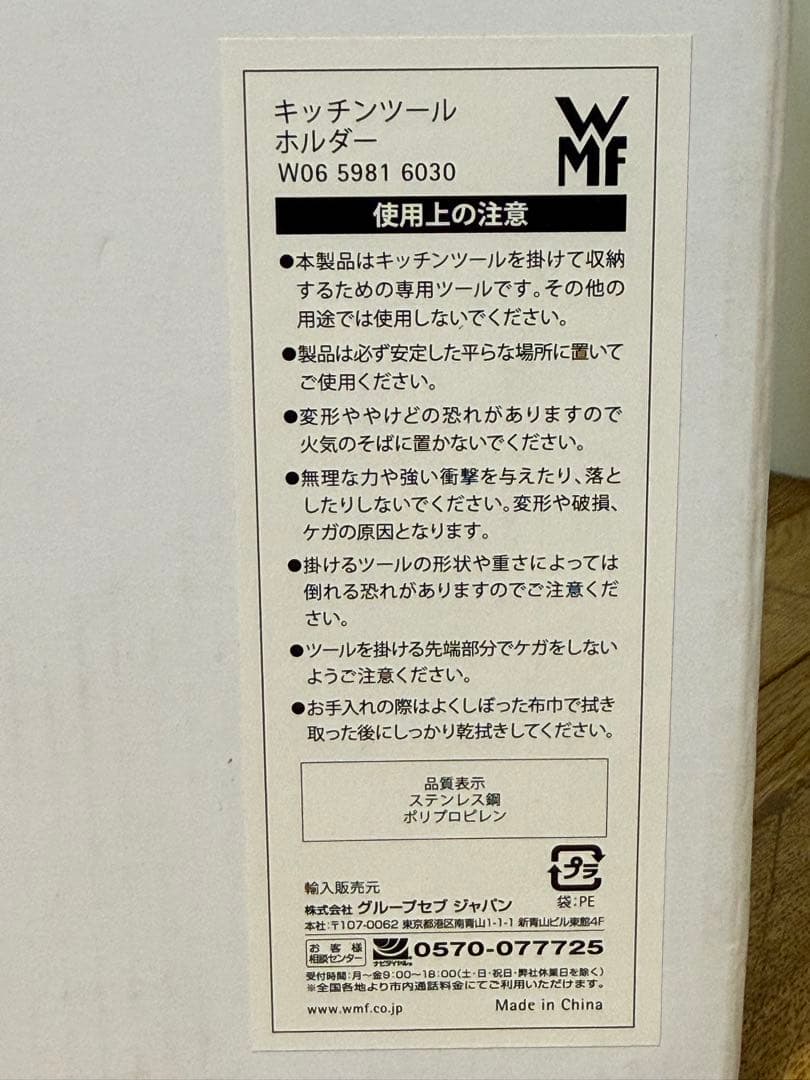 キッチンツール
ホルダー
W06 5981 6030
WMF
使用上の注意
●本製品はキッチンツールを掛けて収納
するための専用ツールです。その他の
用途では使用しないでください。
●製品は必ず安定した平らな場所に置いて
ご使用ください。
●変形ややけどの恐れがありますので
火気のそばに置かないでください。
●無理な力や強い衝撃を与えたり、落と
したりしないでください。変形や破損、
ケガの原因となります。
●掛けるツールの形状や重さによっては
倒れる恐れがありますのでご注意くだ
さい。
●ツールを掛ける先端部分でケガをしない
ようご注意ください。
●お手入れの際はよくしぼった布巾で拭き
取った後にしっかり乾拭きしてください。
品質表示
ステンレス鋼
ポリプロピレン
プラ
袋:PE
輸入販売元
株式会社 グループセブ ジャパン
本社:〒107-0062 東京都港区南青山1-1-1 新青山ビル東館4F
お客様
相談センター
ナビダイヤル®
0570-077725
受付時間:月〜金9:00〜18:00(土・日・祝日・弊社休業日を除く)
※全国各地より市内通話料金にてご利用いただけます。
www.wmf.co.jp
Made in China